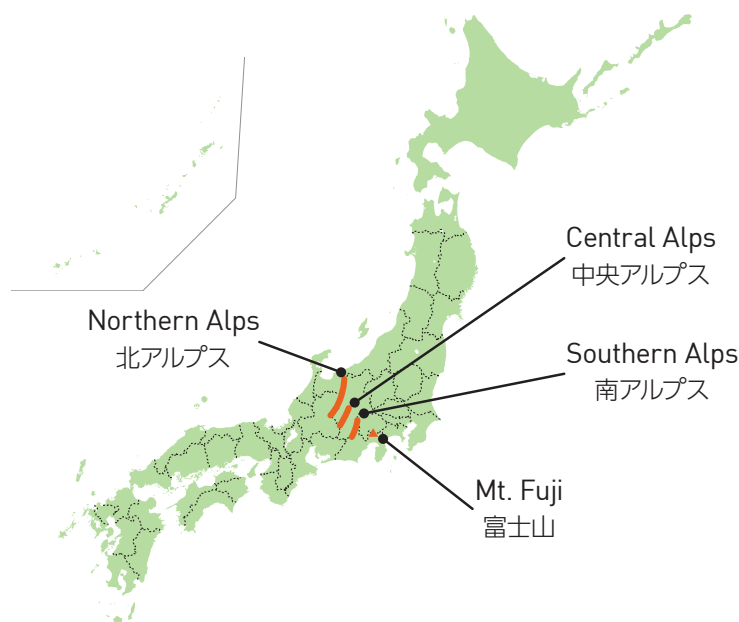 Central Alps
中央アルプス
Northern Alps
北アルプス
Southern Alps
南アルプス
Mt. Fuji
富士山